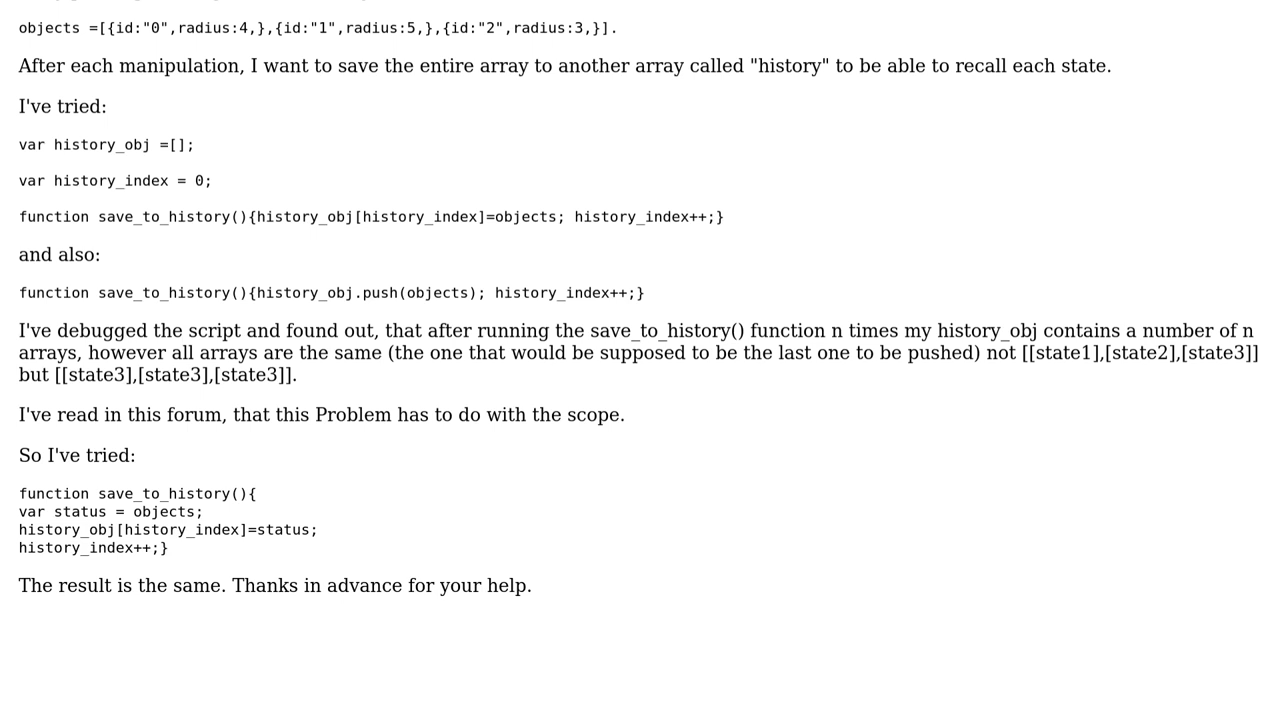 objects =[{id:"0",radius:4,},{id:"1",radius:5,},{id:"2",radius:3,}].
After each manipulation, I want to save the entire array to another array called "history" to be able to recall each state.
I've tried:
var history_obj =[];
var history_index = 0;
function save_to_history(){history_obj[history_index]=objects; history_index++;}
and also:
function save_to_history(){history_obj.push(objects); history_index++;}
I've debugged the script and found out, that after running the save_to_history() function n times my history_obj contains a number of n
arrays, however all arrays are the same (the one that would be supposed to be the last one to be pushed) not [[state1],[state2],[state3]]
but [[state3],[state3],[state3]].
I've read in this forum, that this Problem has to do with the scope.
So I've tried:
function save_to_history(){
var status = objects;
history_obj[history_index]=status;
history_index++;}
The result is the same. Thanks in advance for your help.